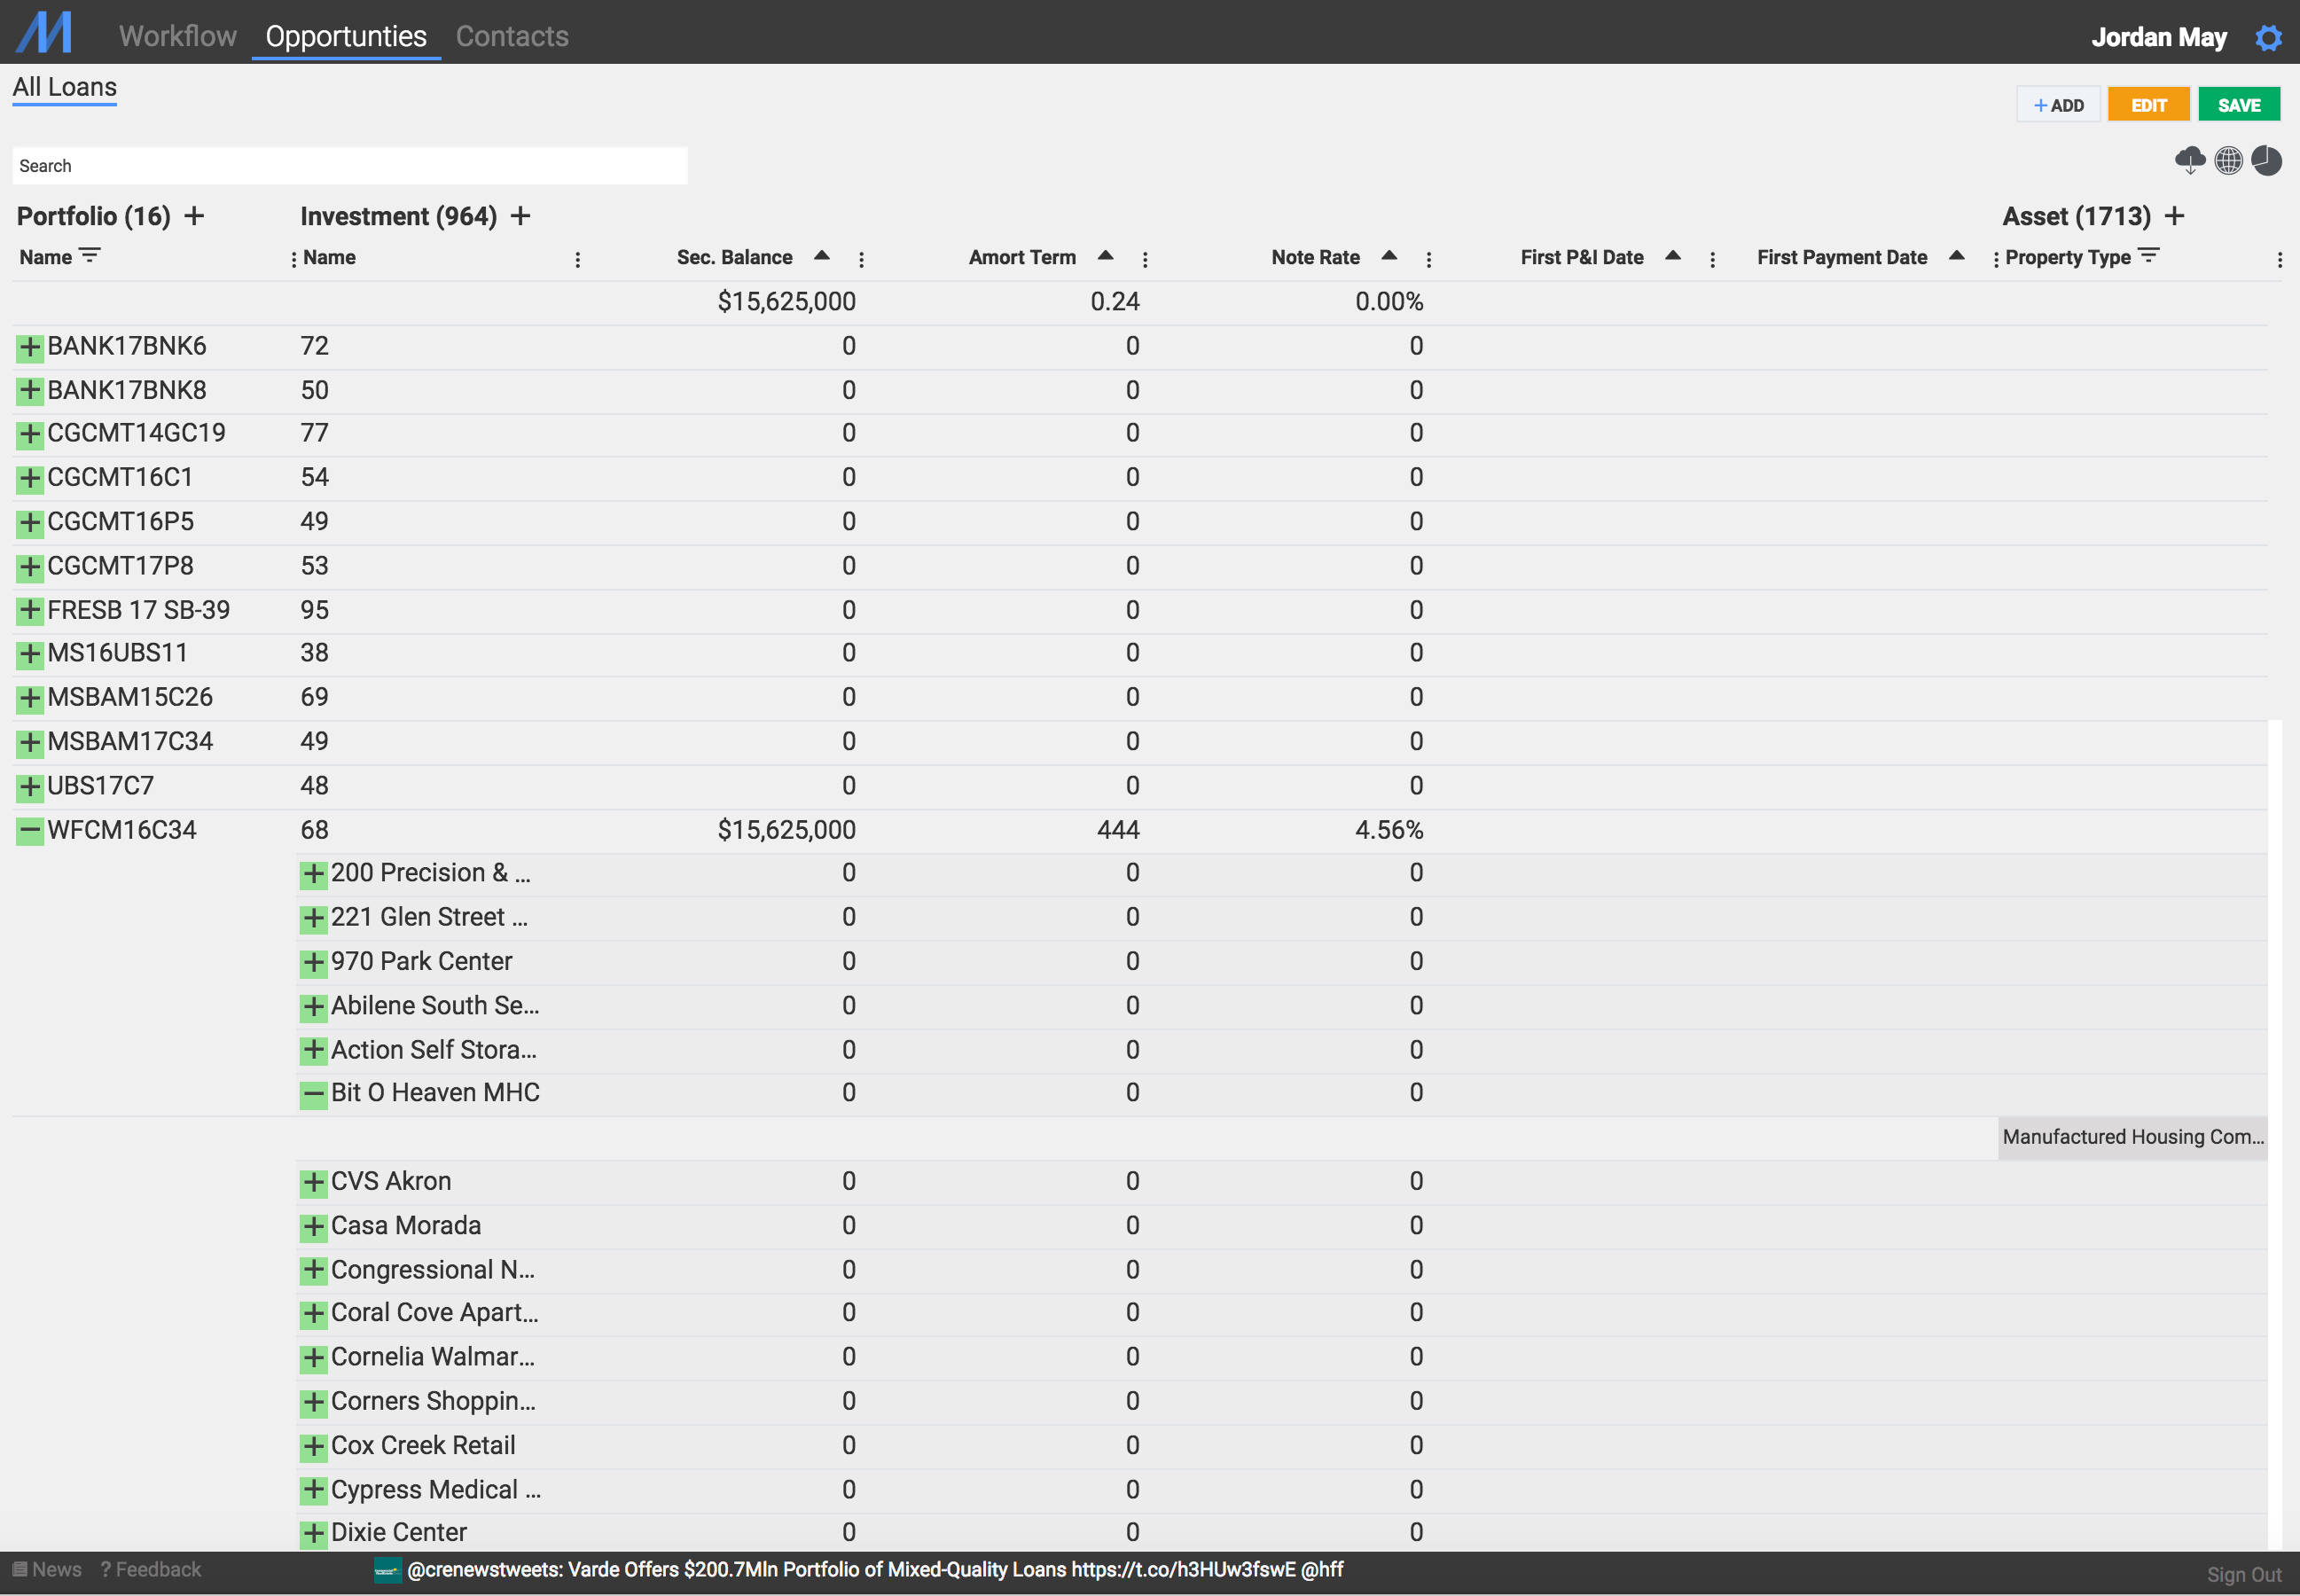 Workflow Opportunties Contacts Jordan May
All Loans
+ ADD EDIT SAVE
Search
Portfolio (16) + Investment (964) + Asset (1713) +
Name Name Sec. Balance Amort Term Note Rate First P&I Date First Payment Date Property Type
$15,625,000 0.24 0.00%
BANK17BNK6 72 0 0 0
BANK17BNK8 50 0 0 0
CGCMT14GC19 77 0 0 0
CGCMT16C1 54 0 0 0
CGCMT16P5 49 0 0 0
CGCMT17P8 53 0 0 0
FRESB 17 SB-39 95 0 0 0
MS16UBS11 38 0 0 0
MSBAM15C26 69 0 0 0
MSBAM17C34 49 0 0 0
UBS17C7 48 0 0 0
WFCM16C34 68 $15,625,000 444 4.56%
200 Precision & ... 0 0 0
221 Glen Street ... 0 0 0
970 Park Center 0 0 0
Abilene South Se... 0 0 0
Action Self Stora... 0 0 0
Bit O Heaven MHC 0 0 0
Manufactured Housing Com...
CVS Akron 0 0 0
Casa Morada 0 0 0
Congressional N... 0 0 0
Coral Cove Apart... 0 0 0
Cornelia Walmar... 0 0 0
Corners Shoppin... 0 0 0
Cox Creek Retail 0 0 0
Cypress Medical ... 0 0 0
Dixie Center 0 0 0
News ? Feedback @crenewstweets: Varde Offers $200.7Mln Portfolio of Mixed-Quality Loans https://t.co/h3HUw3fswE @hff Sign Out